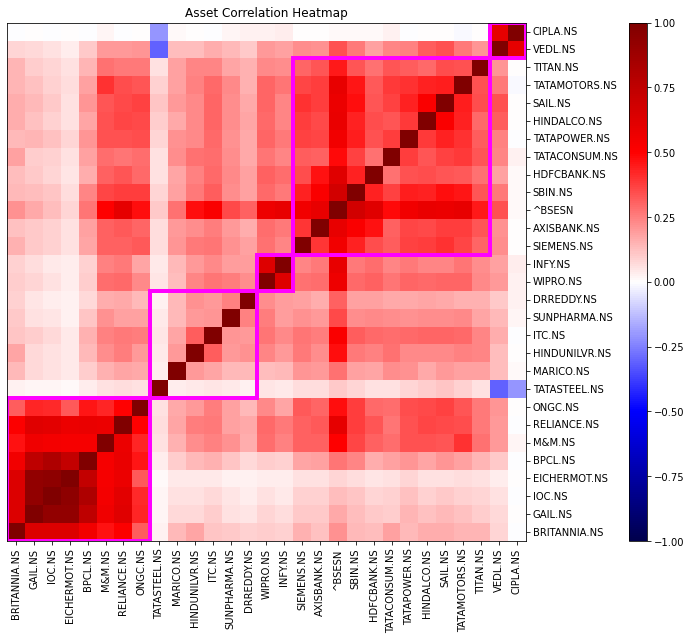 Asset Correlation Heatmap
CIPLA.NS
VEDL.NS
TITAN.NS
TATAMOTORS.NS
SAIL.NS
HINDALCO.NS
TATAPOWER.NS
TATACONSUM.NS
HDFCBANK.NS
SBIN.NS
^BSESN
AXISBANK.NS
SIEMENS.NS
INFY.NS
WIPRO.NS
DRREDDY.NS
SUNPHARMA.NS
ITC.NS
HINDUNILVR.NS
MARICO.NS
TATASTEEL.NS
ONGC.NS
RELIANCE.NS
M&M.NS
BPCL.NS
EICHERMOT.NS
IOC.NS
GAIL.NS
BRITANNIA.NS
BRITANNIA.NS
GAIL.NS
IOC.NS
EICHERMOT.NS
BPCL.NS
M&M.NS
RELIANCE.NS
ONGC.NS
TATASTEEL.NS
MARICO.NS
HINDUNILVR.NS
ITC.NS
SUNPHARMA.NS
DRREDDY.NS
WIPRO.NS
INFY.NS
SIEMENS.NS
AXISBANK.NS
^BSESN
SBIN.NS
HDFCBANK.NS
TATACONSUM.NS
TATAPOWER.NS
HINDALCO.NS
SAIL.NS
TATAMOTORS.NS
TITAN.NS
VEDL.NS
CIPLA.NS
1.00
0.75
0.50
0.25
0.00
−0.25
−0.50
−0.75
−1.00